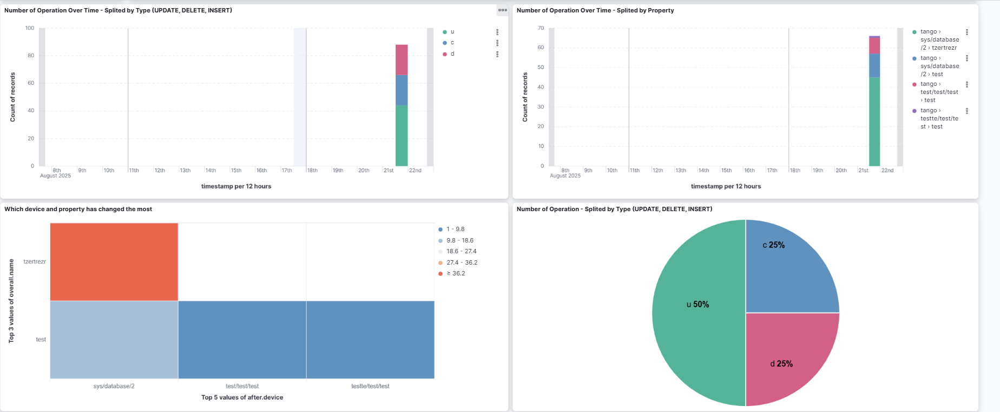 Number of Operation Over Time - Splited by Type (UPDATE, DELETE, INSERT)
Count of records
100
80
60
40
20
0
8th
9th
10th
11th
12th
13th
14th
15th
16th
17th
18th
19th
20th
21st
22nd
August 2025
timestamp per 12 hours
u
c
d
Number of Operation Over Time - Splited by Property
Count of records
70
60
50
40
30
20
10
0
8th
9th
10th
11th
12th
13th
14th
15th
16th
17th
18th
19th
20th
21st
22nd
August 2025
timestamp per 12 hours
tango ›
sys/database
/2 › tzertrezr
tango ›
sys/database
/2 › test
tango ›
test/test/test
› test
tango ›
testte/test/te
st › test
Which device and property has changed the most
Top 3 values of overall.name
tzertrezr
test
sys/database/2
test/test/test
testte/test/test
Top 5 values of after.device
1 - 9.8
9.8 - 18.6
18.6 - 27.4
27.4 - 36.2
≥ 36.2
Number of Operation - Splited by Type (UPDATE, DELETE, INSERT)
c 25%
u 50%
d 25%